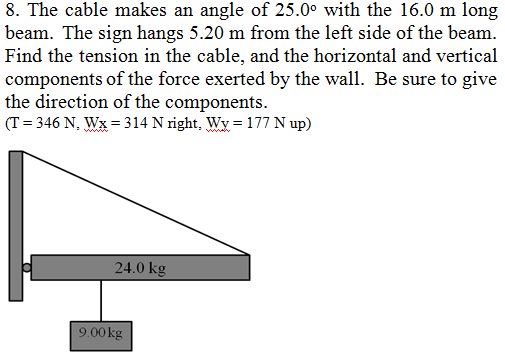 8. The cable makes an angle of 25.0º with the 16.0 m long
beam. The sign hangs 5.20 m from the left side of the beam.
Find the tension in the cable, and the horizontal and vertical
components of the force exerted by the wall. Be sure to give
the direction of the components.
(T = 346 N, Wx = 314 N right, Wy = 177 N up)
24.0 kg
9.00 kg